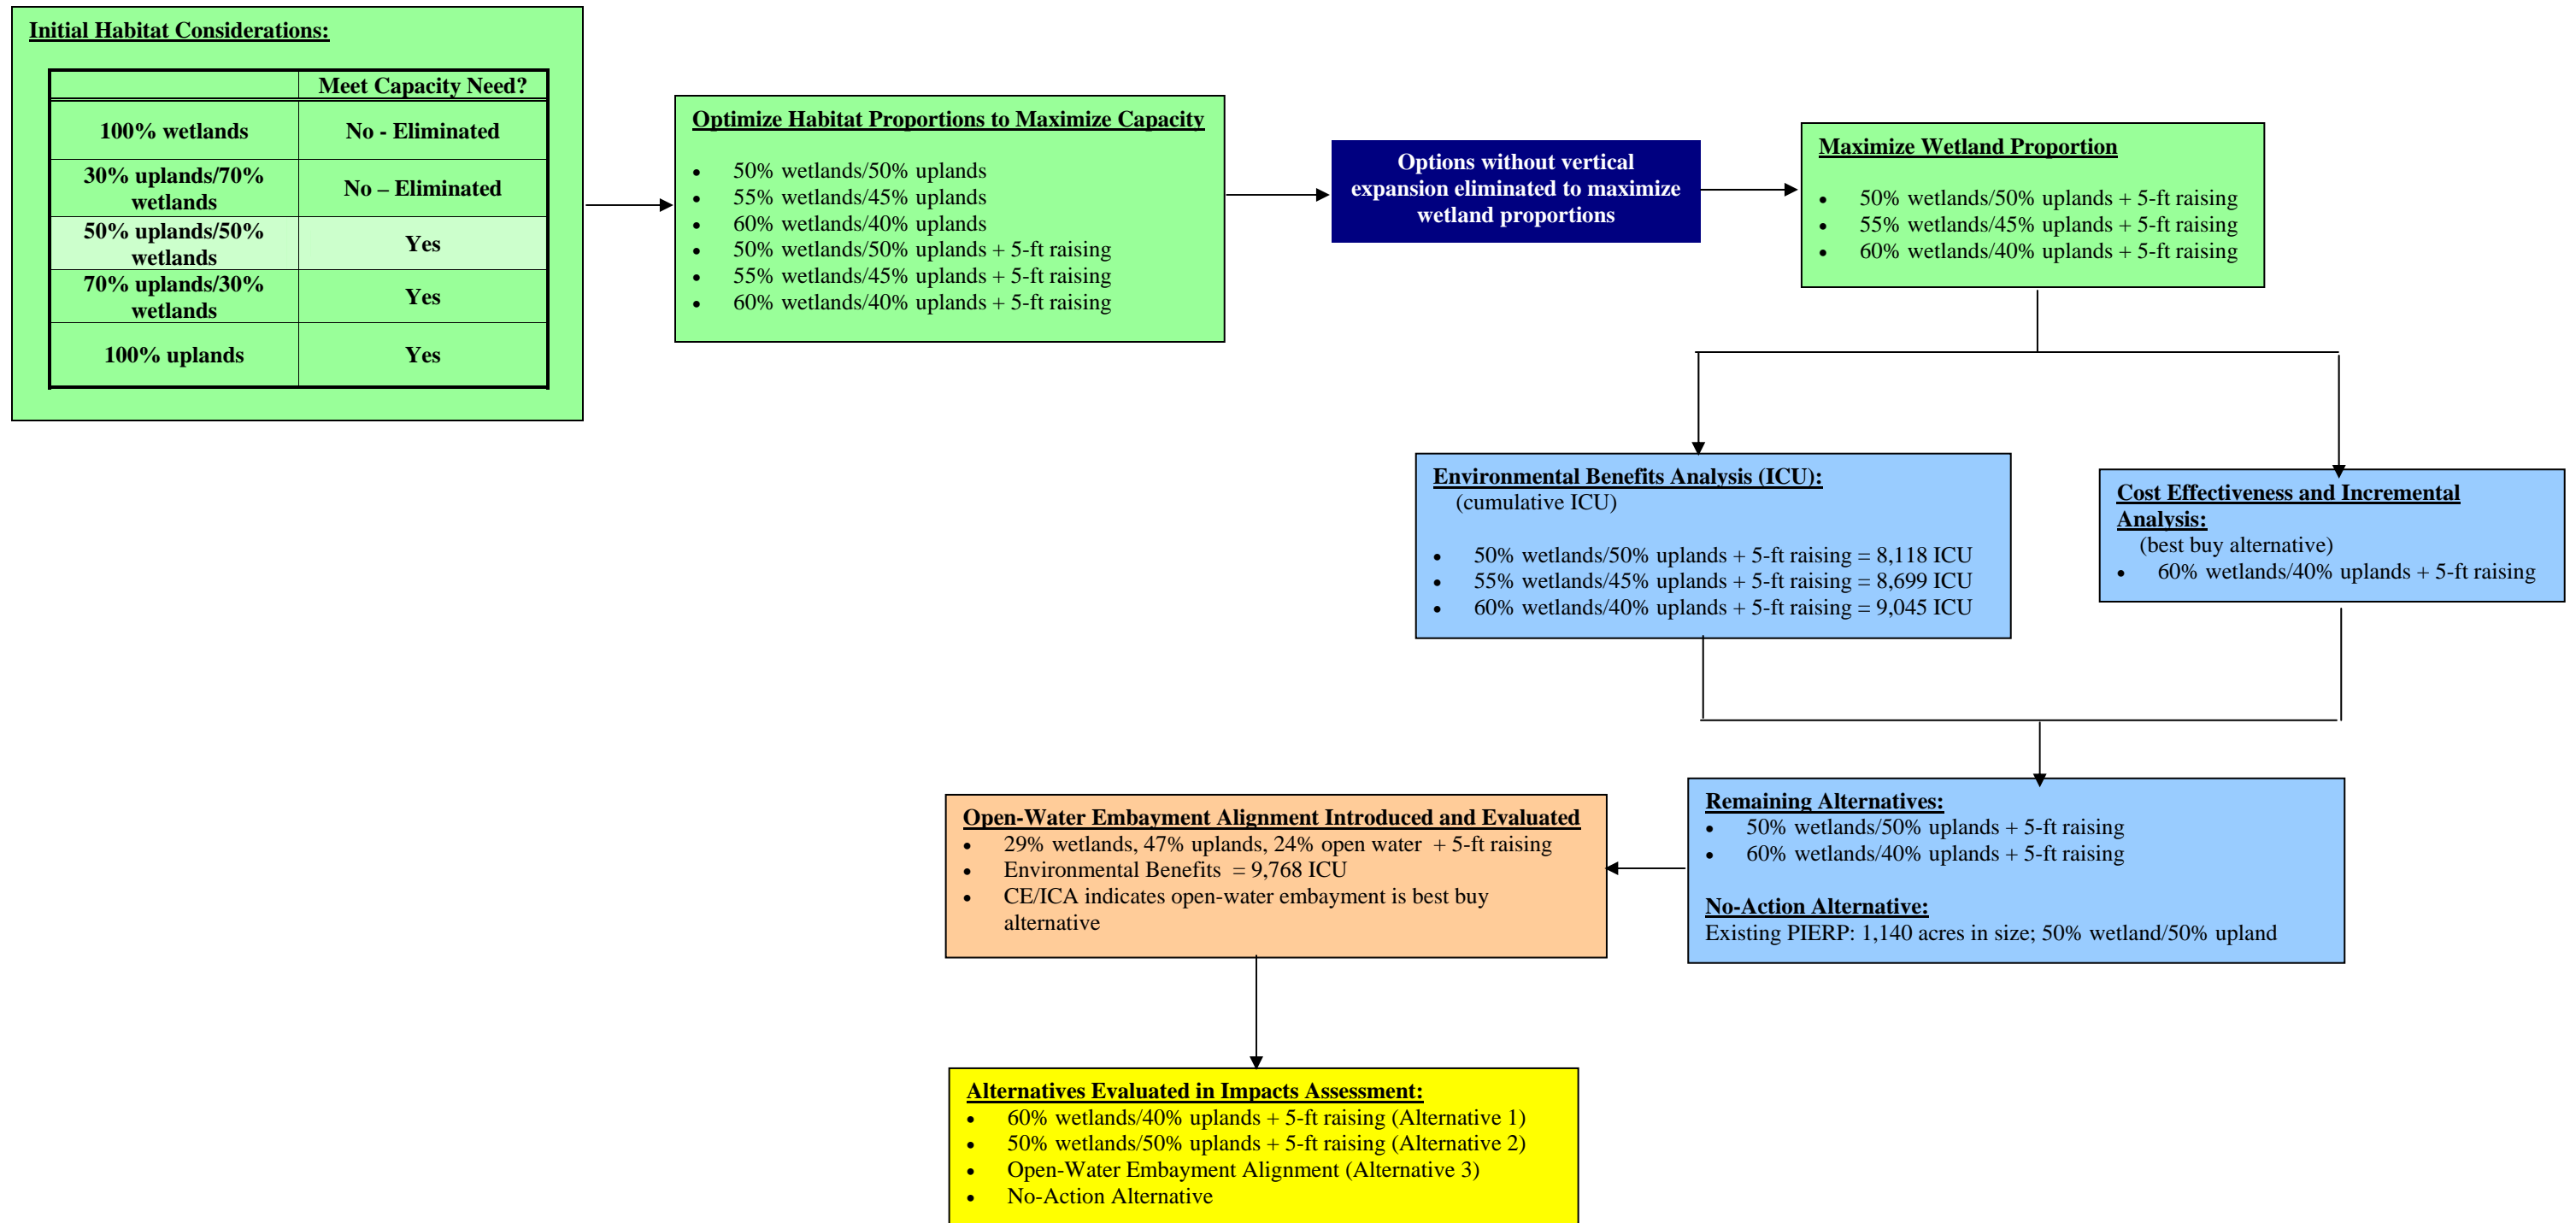 Initial Habitat Considerations:
Meet Capacity Need?
100% wetlands
No - Eliminated
30% uplands/70%
wetlands
No – Eliminated
50% uplands/50%
wetlands
Yes
70% uplands/30%
wetlands
Yes
100% uplands
Yes
Optimize Habitat Proportions to Maximize Capacity
• 50% wetlands/50% uplands
• 55% wetlands/45% uplands
• 60% wetlands/40% uplands
• 50% wetlands/50% uplands + 5-ft raising
• 55% wetlands/45% uplands + 5-ft raising
• 60% wetlands/40% uplands + 5-ft raising
Options without vertical
expansion eliminated to maximize
wetland proportions
Maximize Wetland Proportion
• 50% wetlands/50% uplands + 5-ft raising
• 55% wetlands/45% uplands + 5-ft raising
• 60% wetlands/40% uplands + 5-ft raising
Environmental Benefits Analysis (ICU):
(cumulative ICU)
• 50% wetlands/50% uplands + 5-ft raising = 8,118 ICU
• 55% wetlands/45% uplands + 5-ft raising = 8,699 ICU
• 60% wetlands/40% uplands + 5-ft raising = 9,045 ICU
Cost Effectiveness and Incremental
Analysis:
(best buy alternative)
• 60% wetlands/40% uplands + 5-ft raising
Remaining Alternatives:
• 50% wetlands/50% uplands + 5-ft raising
• 60% wetlands/40% uplands + 5-ft raising
No-Action Alternative:
Existing PIERP: 1,140 acres in size; 50% wetland/50% upland
Open-Water Embayment Alignment Introduced and Evaluated
• 29% wetlands, 47% uplands, 24% open water + 5-ft raising
• Environmental Benefits = 9,768 ICU
• CE/ICA indicates open-water embayment is best buy
alternative
Alternatives Evaluated in Impacts Assessment:
• 60% wetlands/40% uplands + 5-ft raising (Alternative 1)
• 50% wetlands/50% uplands + 5-ft raising (Alternative 2)
• Open-Water Embayment Alignment (Alternative 3)
• No-Action Alternative